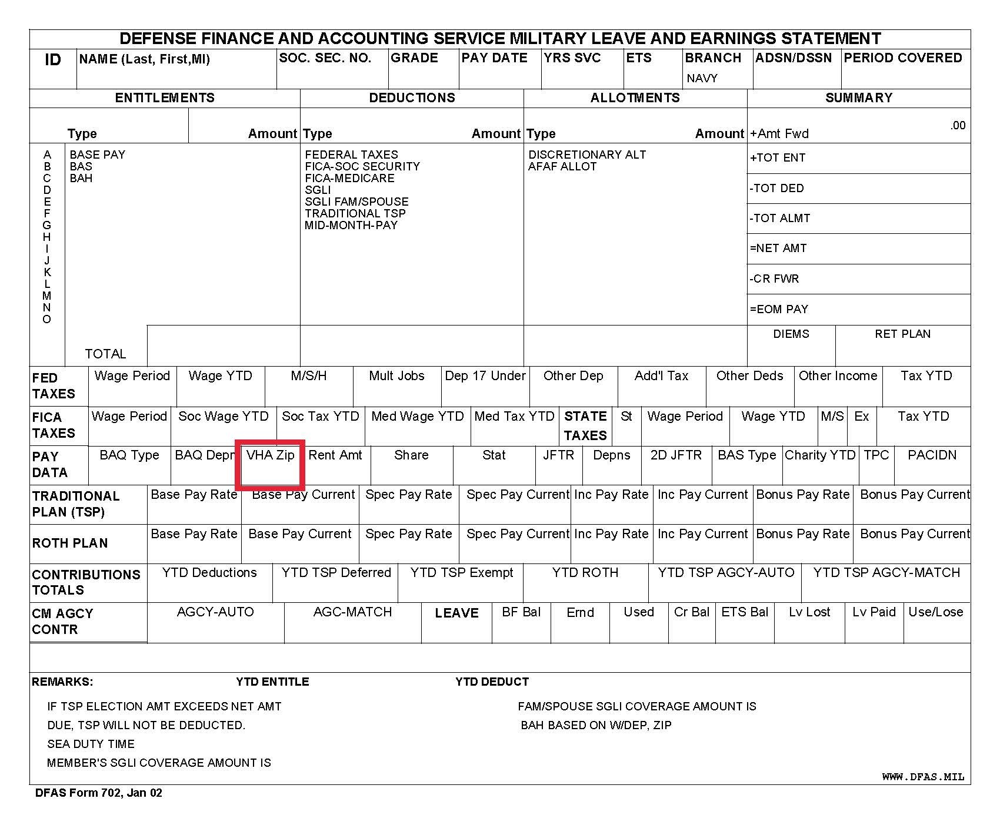 DEFENSE FINANCE AND ACCOUNTING SERVICE MILITARY LEAVE AND EARNINGS STATEMENT
ID NAME (Last, First,MI) SOC. SEC. NO. GRADE PAY DATE YRS SVC ETS BRANCH ADSN/DSSN PERIOD COVERED
NAVY
ENTITLEMENTS DEDUCTIONS ALLOTMENTS SUMMARY
.00
Type Amount Type Amount Type Amount +Amt Fwd
A BASE PAY FEDERAL TAXES DISCRETIONARY ALT +TOT ENT
B BAS FICA-SOC SECURITY AFAF ALLOT
C BAH FICA-MEDICARE
D SGLI -TOT DED
E SGLI FAM/SPOUSE
F TRADITIONAL TSP -TOT ALMT
G MID-MONTH-PAY
H
I =NET AMT
J
K
L -CR FWR
M
N =EOM PAY
O
DIEMS RET PLAN
TOTAL
FED Wage Period Wage YTD M/S/H Mult Jobs Dep 17 Under Other Dep Add'l Tax Other Deds Other Income Tax YTD
TAXES
FICA Wage Period Soc Wage YTD Soc Tax YTD Med Wage YTD Med Tax YTD STATE St Wage Period Wage YTD M/S Ex Tax YTD
TAXES TAXES
PAY BAQ Type BAQ Depn VHA Zip Rent Amt Share Stat JFTR Depns 2D JFTR BAS Type Charity YTD TPC PACIDN
DATA
TRADITIONAL Base Pay Rate Base Pay Current Spec Pay Rate Spec Pay Current Inc Pay Rate Inc Pay Current Bonus Pay Rate Bonus Pay Current
PLAN (TSP)
ROTH PLAN Base Pay Rate Base Pay Current Spec Pay Rate Spec Pay Current Inc Pay Rate Inc Pay Current Bonus Pay Rate Bonus Pay Current
CONTRIBUTIONS YTD Deductions YTD TSP Deferred YTD TSP Exempt YTD ROTH YTD TSP AGCY-AUTO YTD TSP AGCY-MATCH
TOTALS
CM AGCY AGCY-AUTO AGC-MATCH LEAVE BF Bal Ernd Used Cr Bal ETS Bal Lv Lost Lv Paid Use/Lose
CONTR
REMARKS: YTD ENTITLE YTD DEDUCT
IF TSP ELECTION AMT EXCEEDS NET AMT FAM/SPOUSE SGLI COVERAGE AMOUNT IS
DUE, TSP WILL NOT BE DEDUCTED. BAH BASED ON W/DEP, ZIP
SEA DUTY TIME
MEMBER'S SGLI COVERAGE AMOUNT IS
WWW.DFAS.MIL
DFAS Form 702, Jan 02